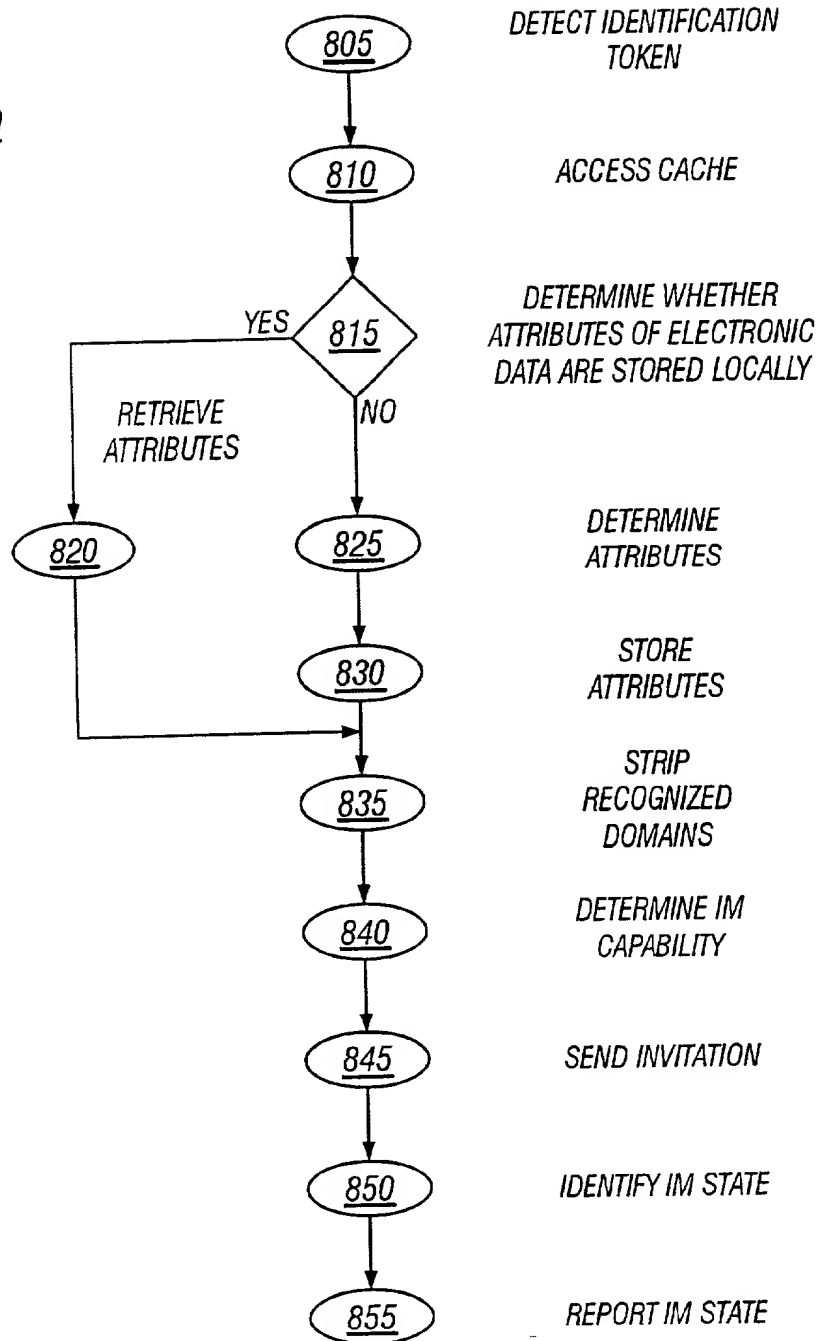 805
DETECT IDENTIFICATION
TOKEN
810
ACCESS CACHE
YES
815
DETERMINE WHETHER
ATTRIBUTES OF ELECTRONIC
DATA ARE STORED LOCALLY
RETRIEVE
ATTRIBUTES
NO
820
825
DETERMINE
ATTRIBUTES
830
STORE
ATTRIBUTES
835
STRIP
RECOGNIZED
DOMAINS
840
DETERMINE IM
CAPABILITY
845
SEND INVITATION
850
IDENTIFY IM STATE
855
REPORT IM STATE